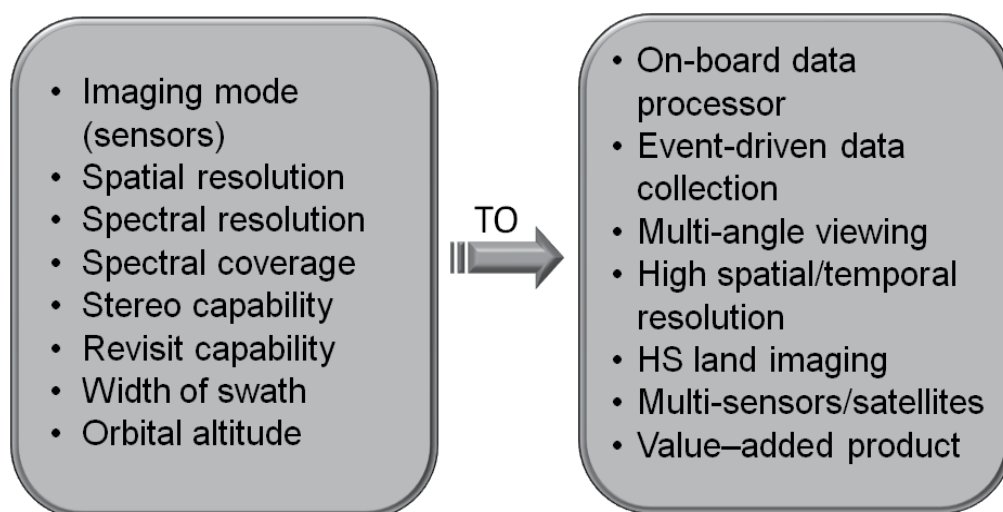 • Imaging mode
(sensors)
• Spatial resolution
• Spectral resolution
• Spectral coverage
• Stereo capability
• Revisit capability
• Width of swath
• Orbital altitude
TO
• On-board data
processor
• Event-driven data
collection
• Multi-angle viewing
• High spatial/temporal
resolution
• HS land imaging
• Multi-sensors/satellites
• Value–added product